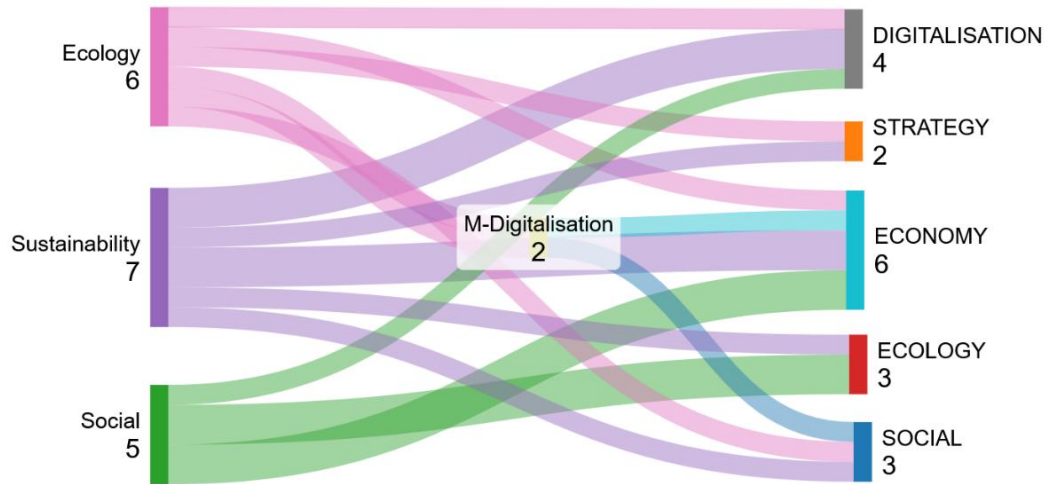 Ecology
6
Sustainability
7
Social
5
M-Digitalisation
2
DIGITALISATION
4
STRATEGY
2
ECONOMY
6
ECOLOGY
3
SOCIAL
3